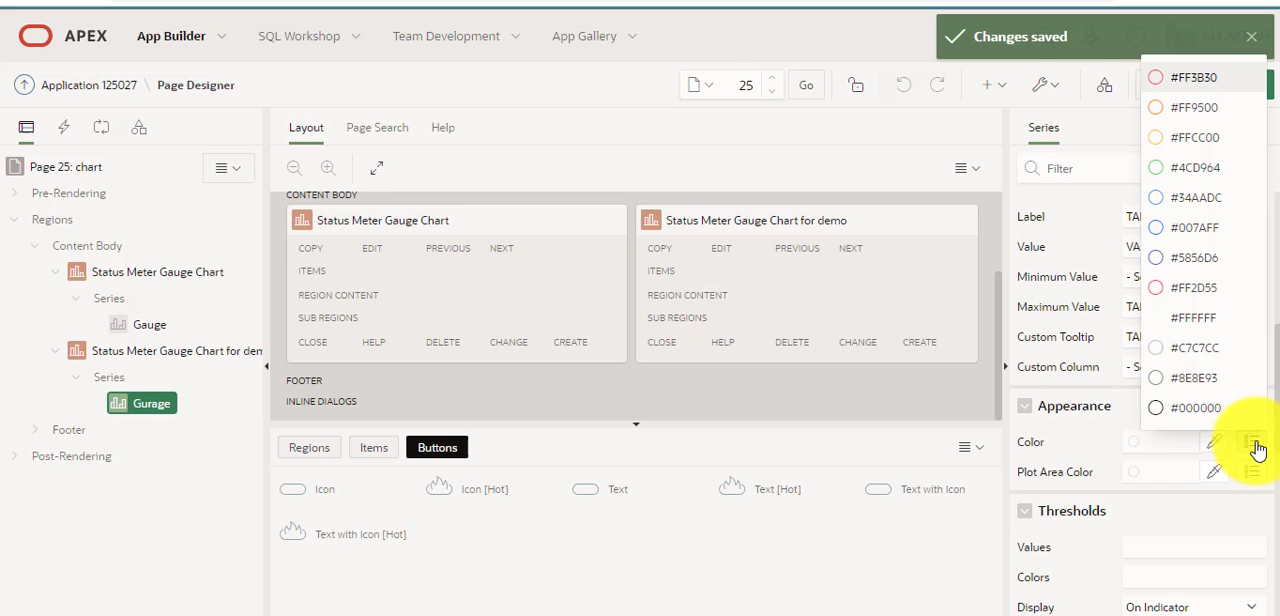 APEX
App Builder
SQL Workshop
Team Development
App Gallery
Changes saved
Application 125027 \ Page Designer
25
Go
Page 25: chart
Pre-Rendering
Regions
Content Body
Status Meter Gauge Chart
Series
Gauge
Status Meter Gauge Chart for dem
Series
Gurage
Footer
Post-Rendering
Layout
Page Search
Help
CONTENT BODY
Status Meter Gauge Chart
COPY EDIT PREVIOUS NEXT
ITEMS
REGION CONTENT
SUB REGIONS
CLOSE HELP DELETE CHANGE CREATE
Status Meter Gauge Chart for demo
COPY EDIT PREVIOUS NEXT
ITEMS
REGION CONTENT
SUB REGIONS
CLOSE HELP DELETE CHANGE CREATE
FOOTER
INLINE DIALOGS
Regions
Items
Buttons
Icon
Icon [Hot]
Text
Text [Hot]
Text with Icon
Text with Icon [Hot]
Series
Filter
Label TA
Value VA
Minimum Value - S
Maximum Value TA
Custom Tooltip TA
Custom Column - S
Appearance
Color
Plot Area Color
Thresholds
Values
Colors
Display On Indicator
#FF3B30
#FF9500
#FFCC00
#4CD964
#34AADC
#007AFF
#5856D6
#FF2D55
#FFFFFF
#C7C7CC
#8E8E93
#000000